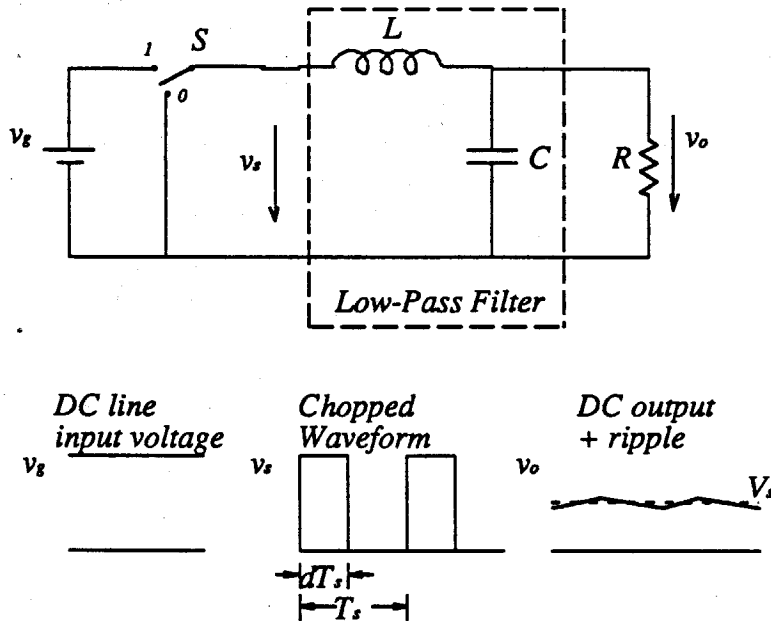 L
1
S
0
v_g
v_s
C
R
v_o
Low-Pass Filter
DC line
input voltage
Chopped
Waveform
DC output
+ ripple
v_g
v_s
v_o
V_s
dT_s
T_s